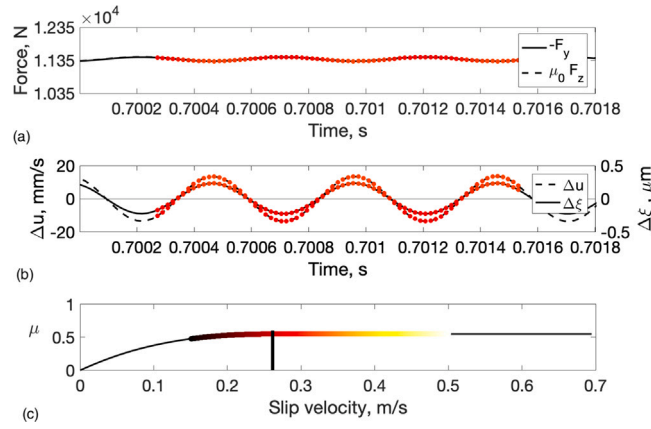 ×10⁴
1.235
1.135
1.035
Force, N
-F_y
μ₀ F_z
0.7002 0.7004 0.7006 0.7008 0.701 0.7012 0.7014 0.7016 0.7018
(a)
Time, s
20
0
-20
Δu, mm/s
0.5
0
-0.5
Δξ, μm
Δu
Δξ
0.7002 0.7004 0.7006 0.7008 0.701 0.7012 0.7014 0.7016 0.7018
(b)
Time, s
1
0.5
0
μ
0 0.1 0.2 0.3 0.4 0.5 0.6 0.7
(c)
Slip velocity, m/s